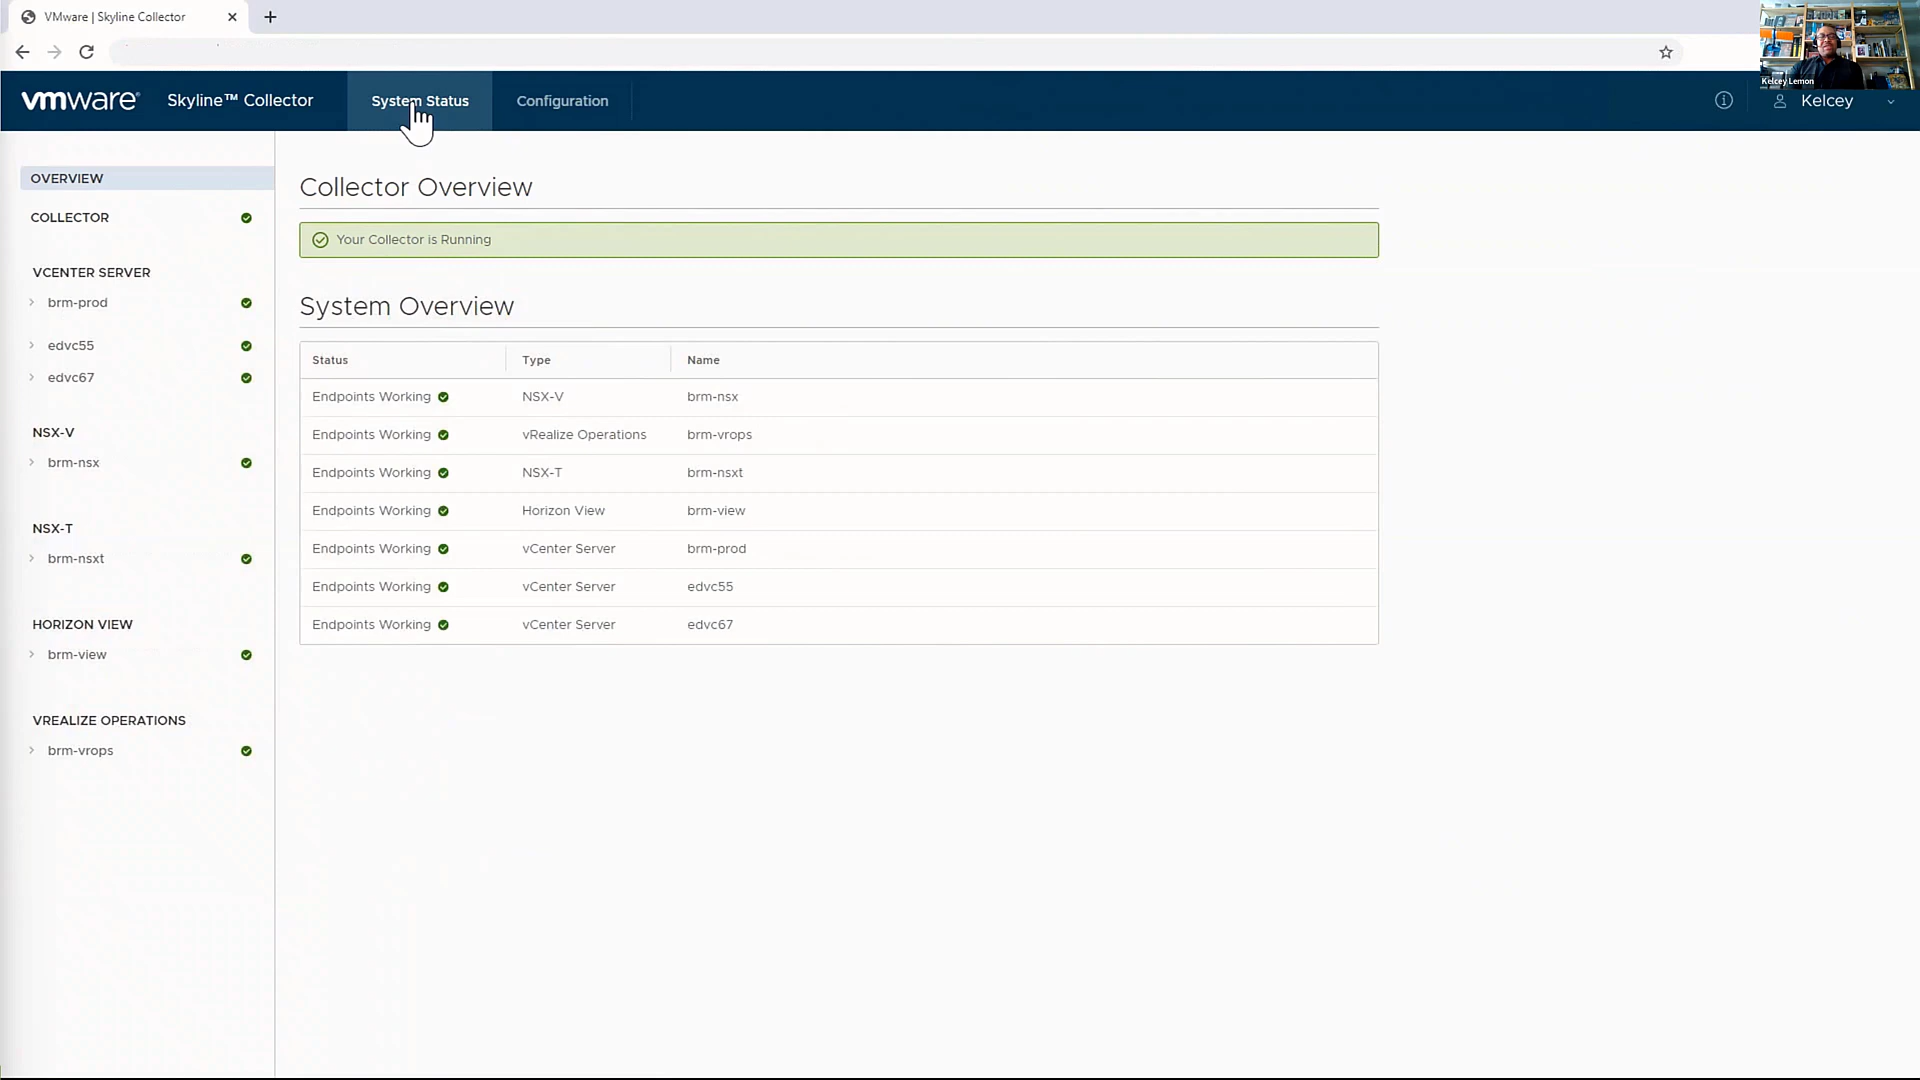 VMware | Skyline Collector
Kelcey Lemon
vmware® Skyline™ Collector System Status Configuration Kelcey
OVERVIEW
COLLECTOR
VCENTER SERVER
brm-prod
edvc55
edvc67
NSX-V
brm-nsx
NSX-T
brm-nsxt
HORIZON VIEW
brm-view
VREALIZE OPERATIONS
brm-vrops
Collector Overview
Your Collector is Running
System Overview
Status Type Name
Endpoints Working NSX-V brm-nsx
Endpoints Working vRealize Operations brm-vrops
Endpoints Working NSX-T brm-nsxt
Endpoints Working Horizon View brm-view
Endpoints Working vCenter Server brm-prod
Endpoints Working vCenter Server edvc55
Endpoints Working vCenter Server edvc67